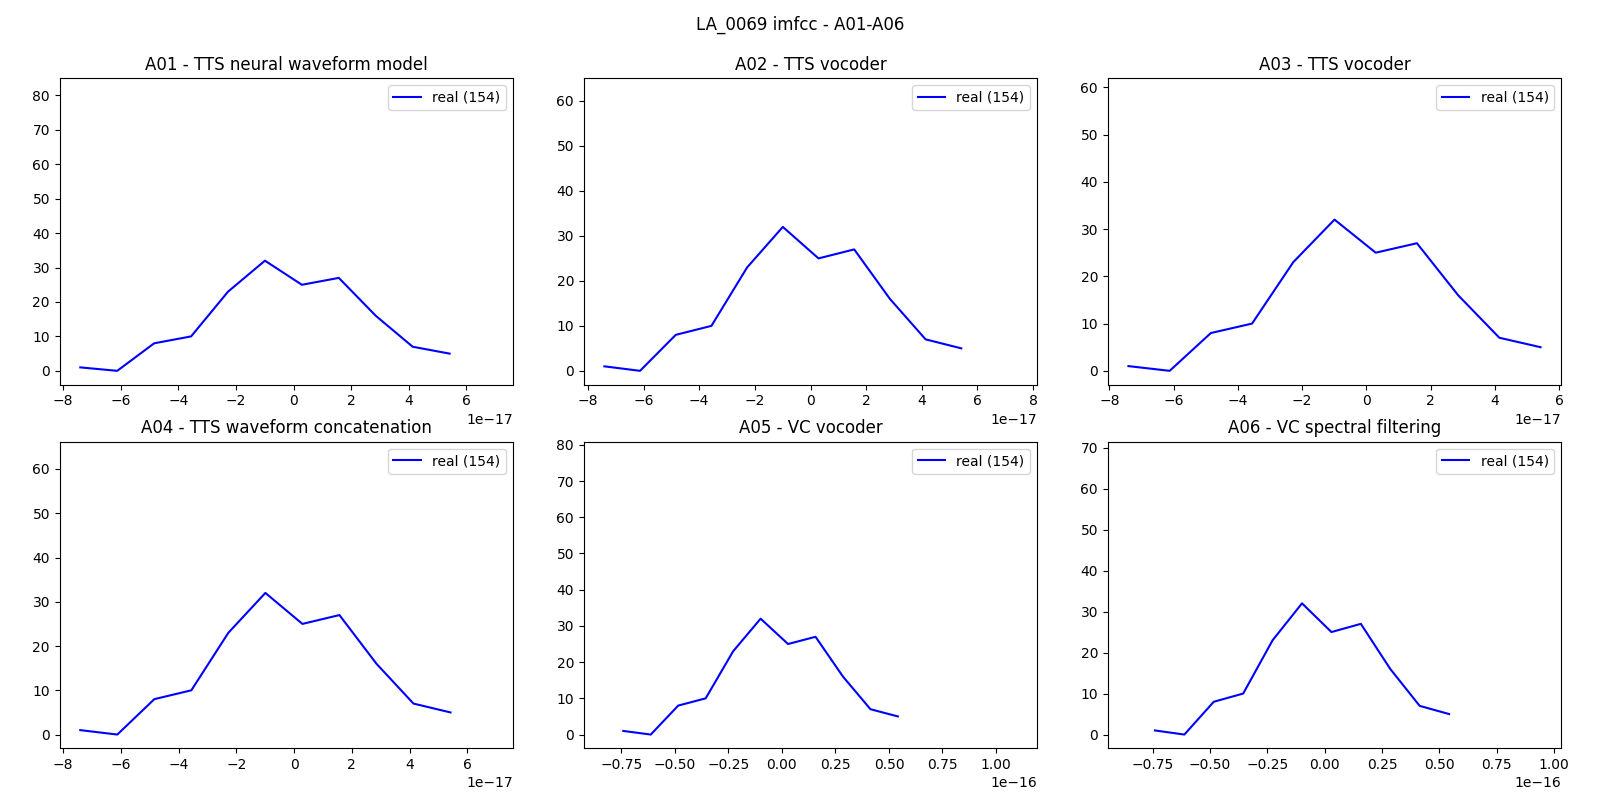 LA_0069 imfcc - A01-A06
A01 - TTS neural waveform model
real (154)
80
70
60
50
40
30
20
10
0
−8 −6 −4 −2 0 2 4 6
1e−17
A02 - TTS vocoder
real (154)
60
50
40
30
20
10
0
−8 −6 −4 −2 0 2 4 6 8
1e−17
A03 - TTS vocoder
real (154)
60
50
40
30
20
10
0
−8 −6 −4 −2 0 2 4 6
1e−17
A04 - TTS waveform concatenation
real (154)
60
50
40
30
20
10
0
−8 −6 −4 −2 0 2 4 6
1e−17
A05 - VC vocoder
real (154)
80
70
60
50
40
30
20
10
0
−0.75 −0.50 −0.25 0.00 0.25 0.50 0.75 1.00
1e−16
A06 - VC spectral filtering
real (154)
70
60
50
40
30
20
10
0
−0.75 −0.50 −0.25 0.00 0.25 0.50 0.75 1.00
1e−16